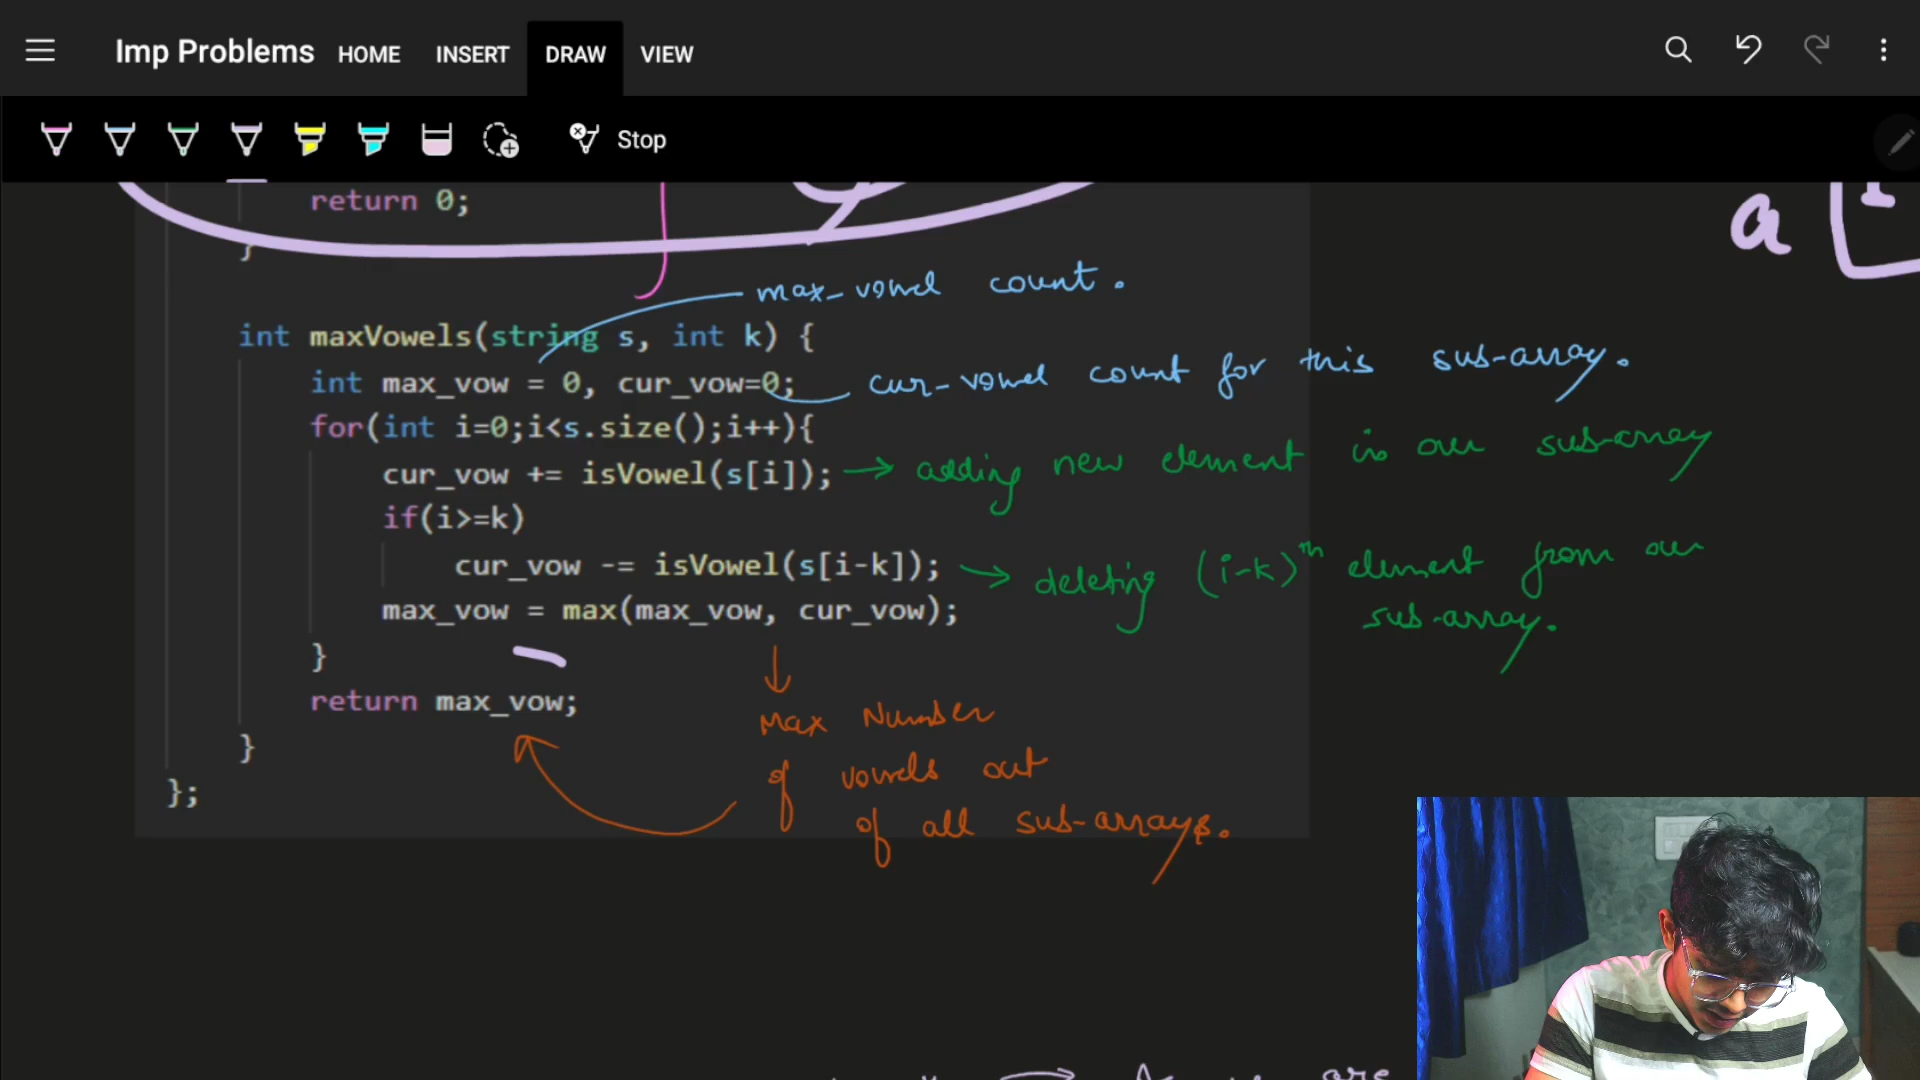 Imp Problems HOME INSERT DRAW VIEW
Stop
return 0;
}
a
max_vowel count.
int maxVowels(string s, int k) {
int max_vow = 0, cur_vow=0;
cur-vowel count for this sub-array.
for(int i=0;i<s.size();i++){
cur_vow += isVowel(s[i]);
→ adding new element in our sub-array
if(i>=k)
cur_vow -= isVowel(s[i-k]);
→ deleting (i-k)th element from our
sub-array.
max_vow = max(max_vow, cur_vow);
}
return max_vow;
Max Number
of vowels out
of all sub-arrays.
}
};
are